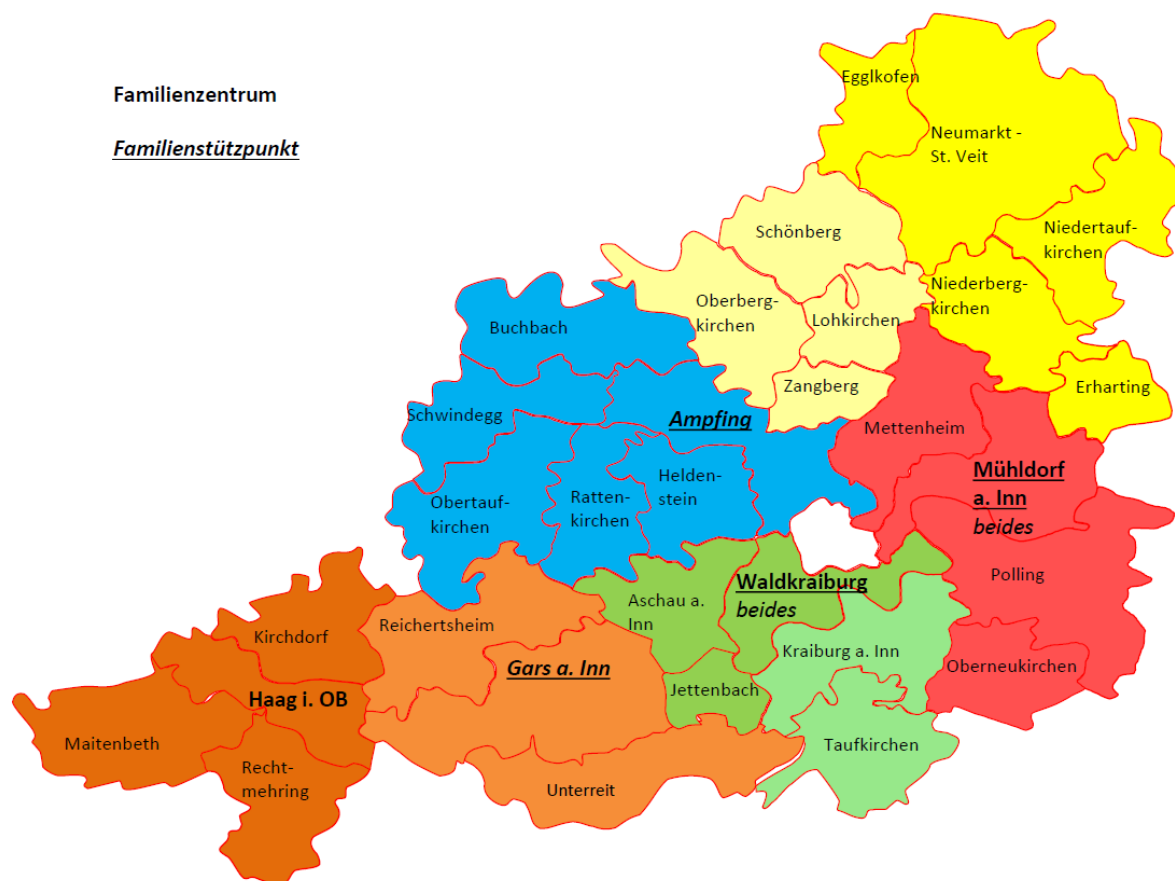 Familienzentrum
Familienstützpunkt
Egglkofen
Neumarkt -
St. Veit
Schönberg
Niedertauf-
kirchen
Oberberg-
kirchen
Lohkirchen
Niederberg-
kirchen
Buchbach
Zangberg
Erharting
Schwindegg
Ampfing
Mettenheim
Mühldorf
a. Inn
beides
Obertauf-
kirchen
Ratten-
kirchen
Helden-
stein
Polling
Waldkraiburg
beides
Aschau a.
Inn
Kirchdorf
Reichertsheim
Gars a. Inn
Kraiburg a. Inn
Oberneukirchen
Jettenbach
Haag i. OB
Maitenbeth
Recht-
mehring
Unterreit
Taufkirchen